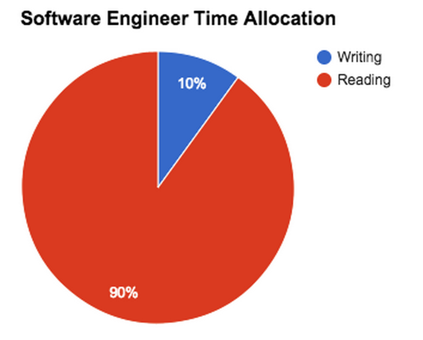 Software Engineer Time Allocation
Writing
Reading
10%
90%